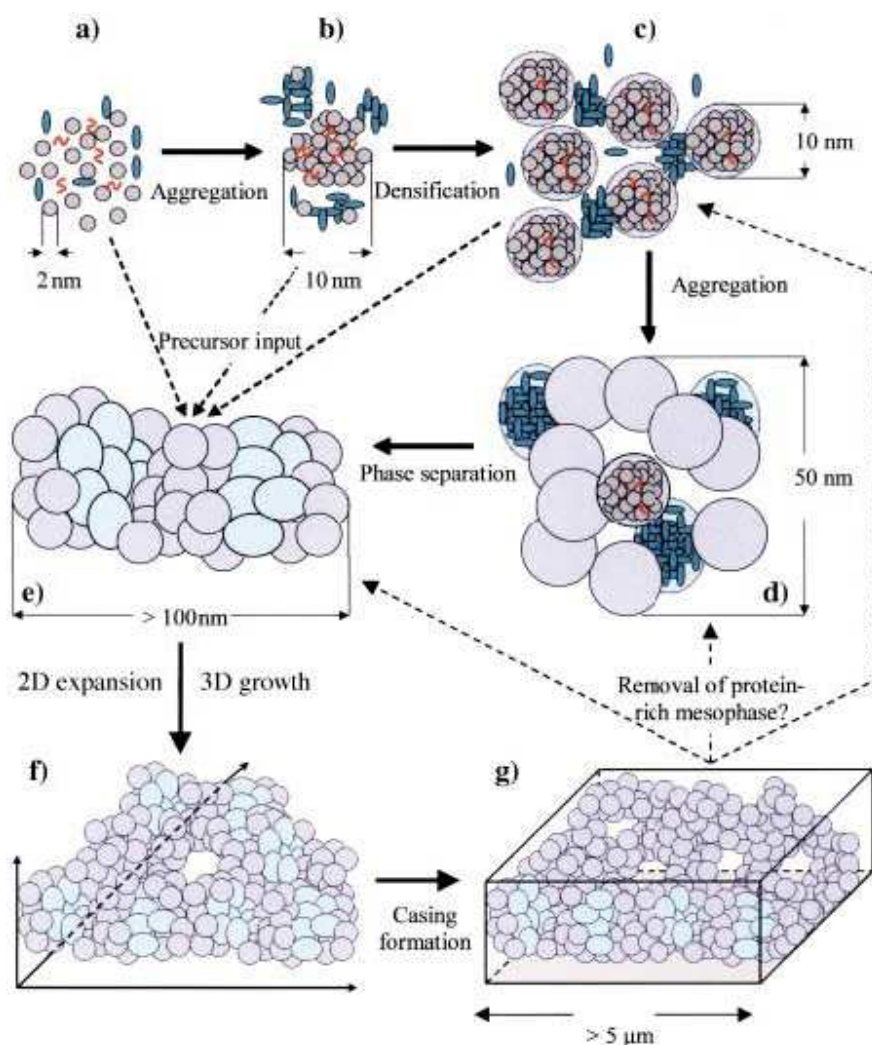 a)
b)
c)
Aggregation
Densification
10 nm
2 nm
10 nm
Aggregation
Precursor input
Phase separation
50 nm
e)
d)
> 100nm
2D expansion
3D growth
Removal of protein-
rich mesophase?
f)
g)
Casing
formation
> 5 μm